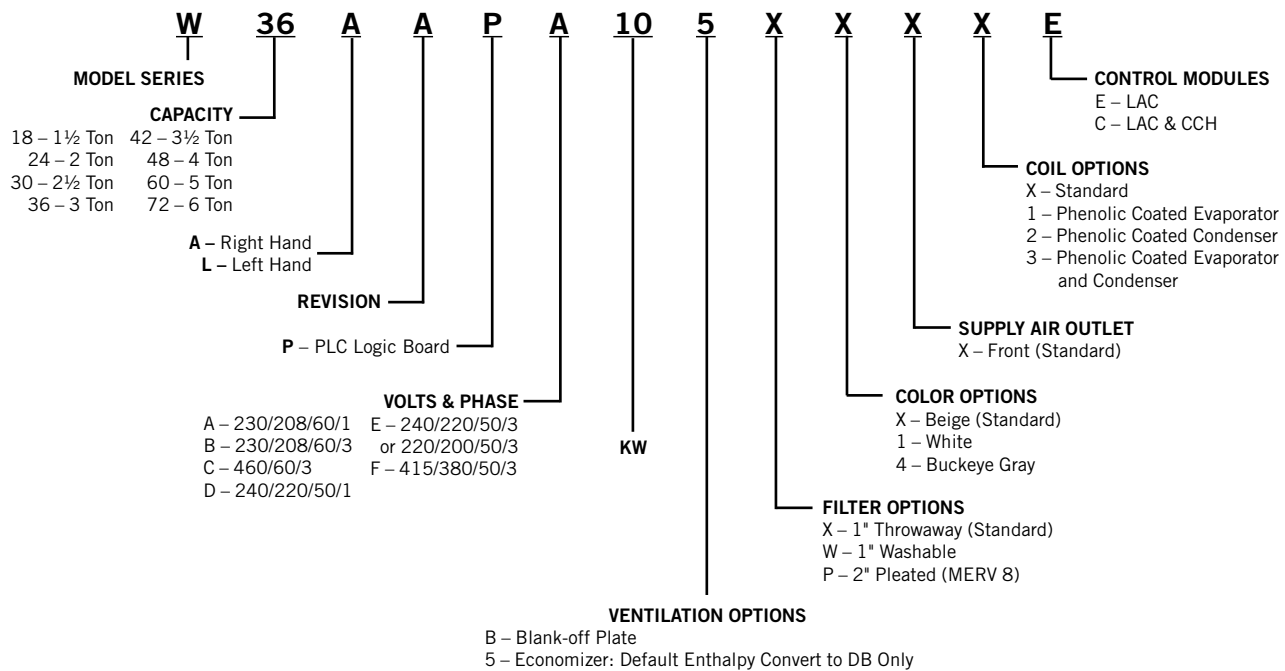 W 36 A A P A 10 5 X X X X E
MODEL SERIES
CAPACITY
18 – 1½ Ton 42 – 3½ Ton
24 – 2 Ton 48 – 4 Ton
30 – 2½ Ton 60 – 5 Ton
36 – 3 Ton 72 – 6 Ton
A – Right Hand
L – Left Hand
REVISION
P – PLC Logic Board
VOLTS & PHASE
A – 230/208/60/1 E – 240/220/50/3
B – 230/208/60/3 or 220/200/50/3
C – 460/60/3 F – 415/380/50/3
D – 240/220/50/1
KW
VENTILATION OPTIONS
B – Blank-off Plate
5 – Economizer: Default Enthalpy Convert to DB Only
FILTER OPTIONS
X – 1" Throwaway (Standard)
W – 1" Washable
P – 2" Pleated (MERV 8)
COLOR OPTIONS
X – Beige (Standard)
1 – White
4 – Buckeye Gray
SUPPLY AIR OUTLET
X – Front (Standard)
COIL OPTIONS
X – Standard
1 – Phenolic Coated Evaporator
2 – Phenolic Coated Condenser
3 – Phenolic Coated Evaporator
and Condenser
CONTROL MODULES
E – LAC
C – LAC & CCH